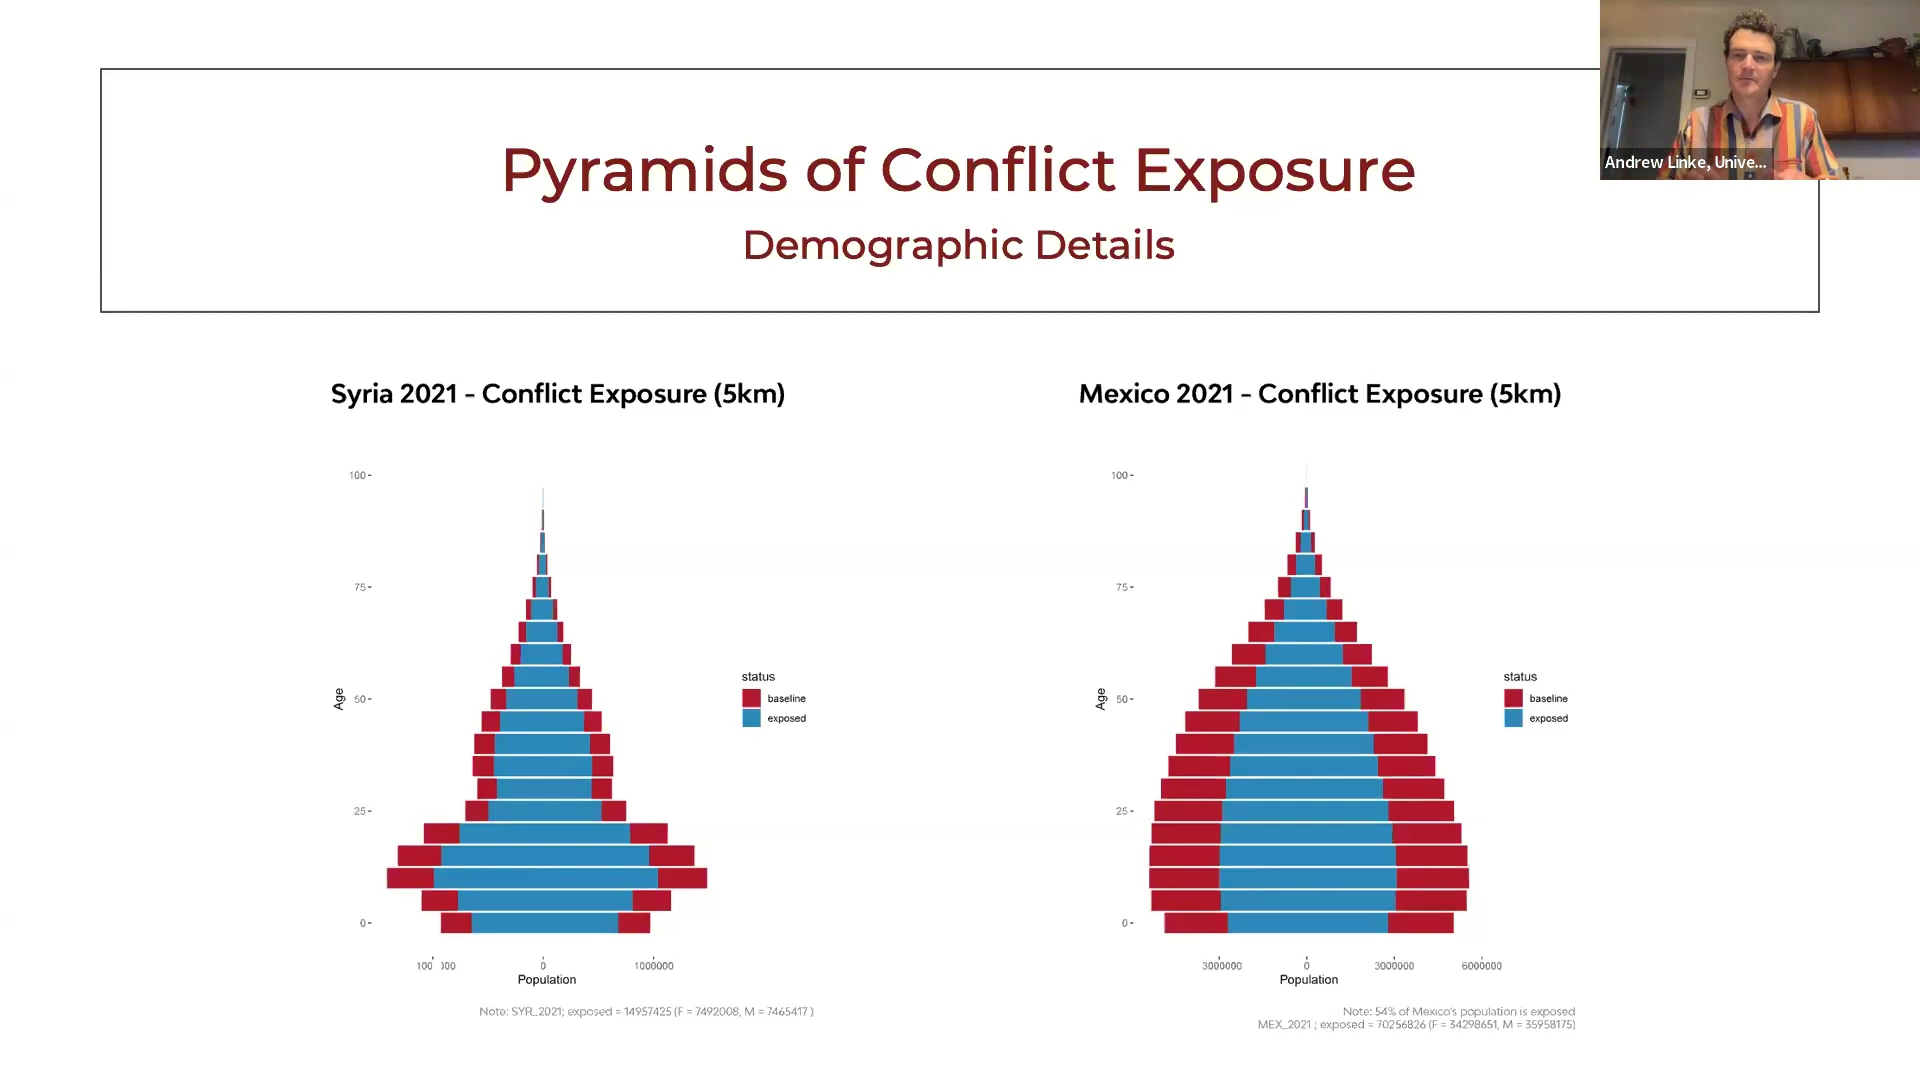 Pyramids of Conflict Exposure
Demographic Details
Andrew Linke, Unive...
Syria 2021 - Conflict Exposure (5km)
100
75
50
25
0
Age
status
baseline
exposed
0
1000000
Population
Note: SYR_2021; exposed = 14957425 (F = 7492008, M = 7465417 )
Mexico 2021 - Conflict Exposure (5km)
100
75
50
25
0
Age
status
baseline
exposed
3000000
0
3000000
6000000
Population
Note: 54% of Mexico's population is exposed
MEX_2021 ; exposed = 70256826 (F = 34298651, M = 35958175)